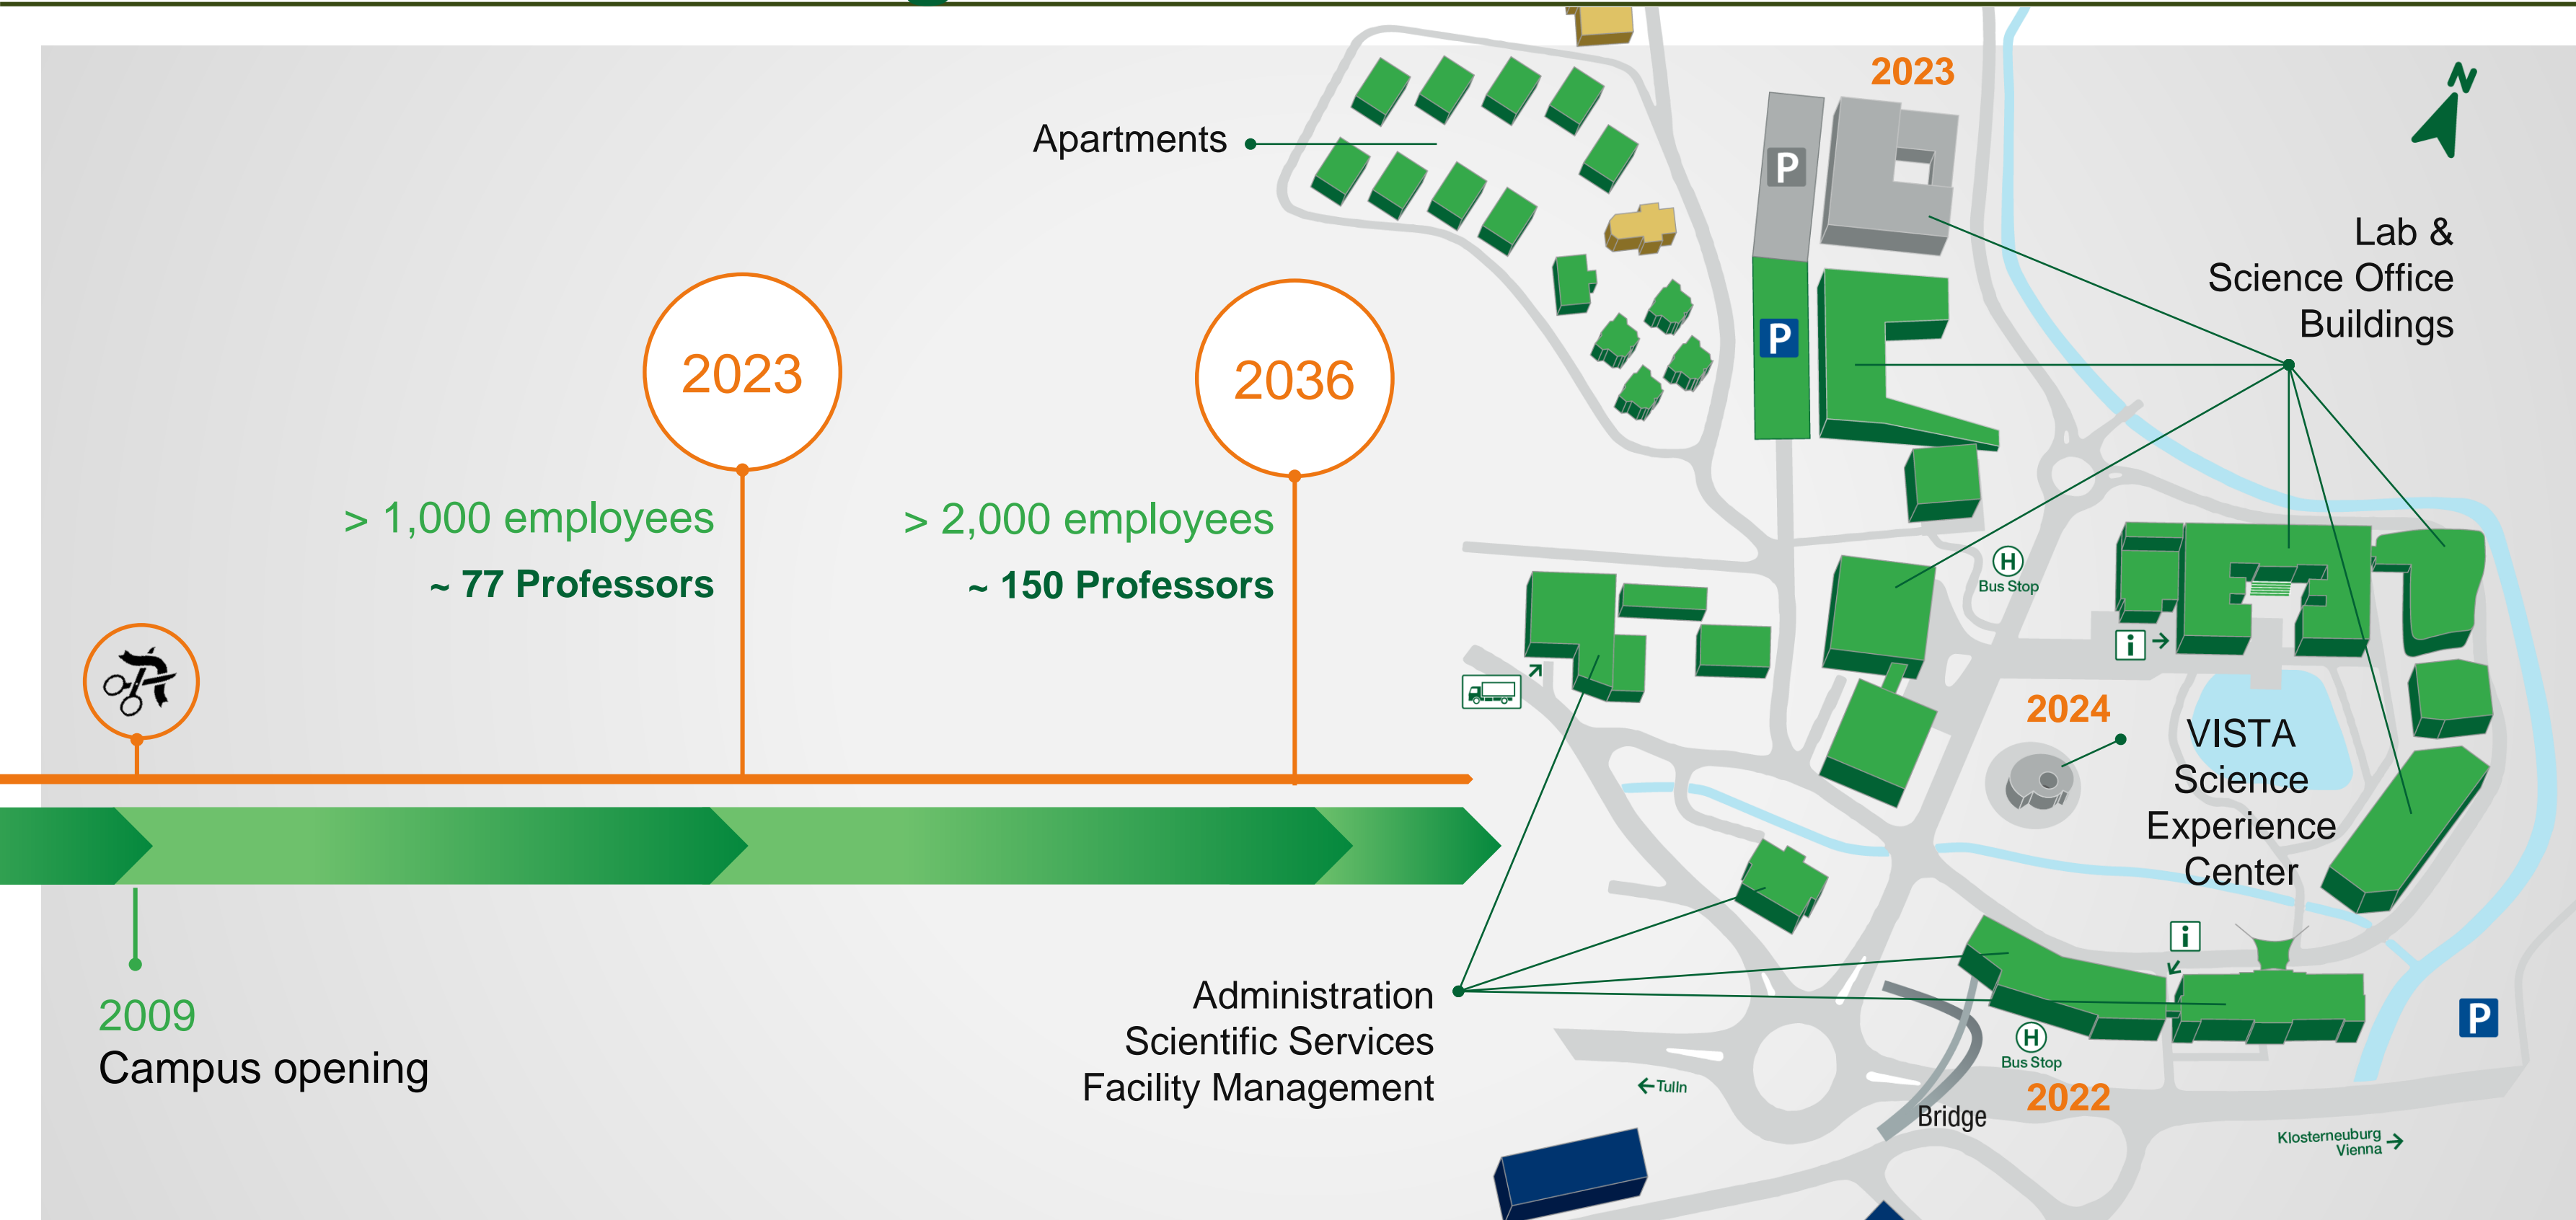 2023
N
Apartments
P
Lab &
Science Office
Buildings
P
2023
2036
> 1,000 employees
~ 77 Professors
> 2,000 employees
~ 150 Professors
H
Bus Stop
i
2024
VISTA
Science
Experience
Center
i
2009
Campus opening
Administration
Scientific Services
Facility Management
H
Bus Stop
P
Tulln
2022
Bridge
Klosterneuburg
Vienna